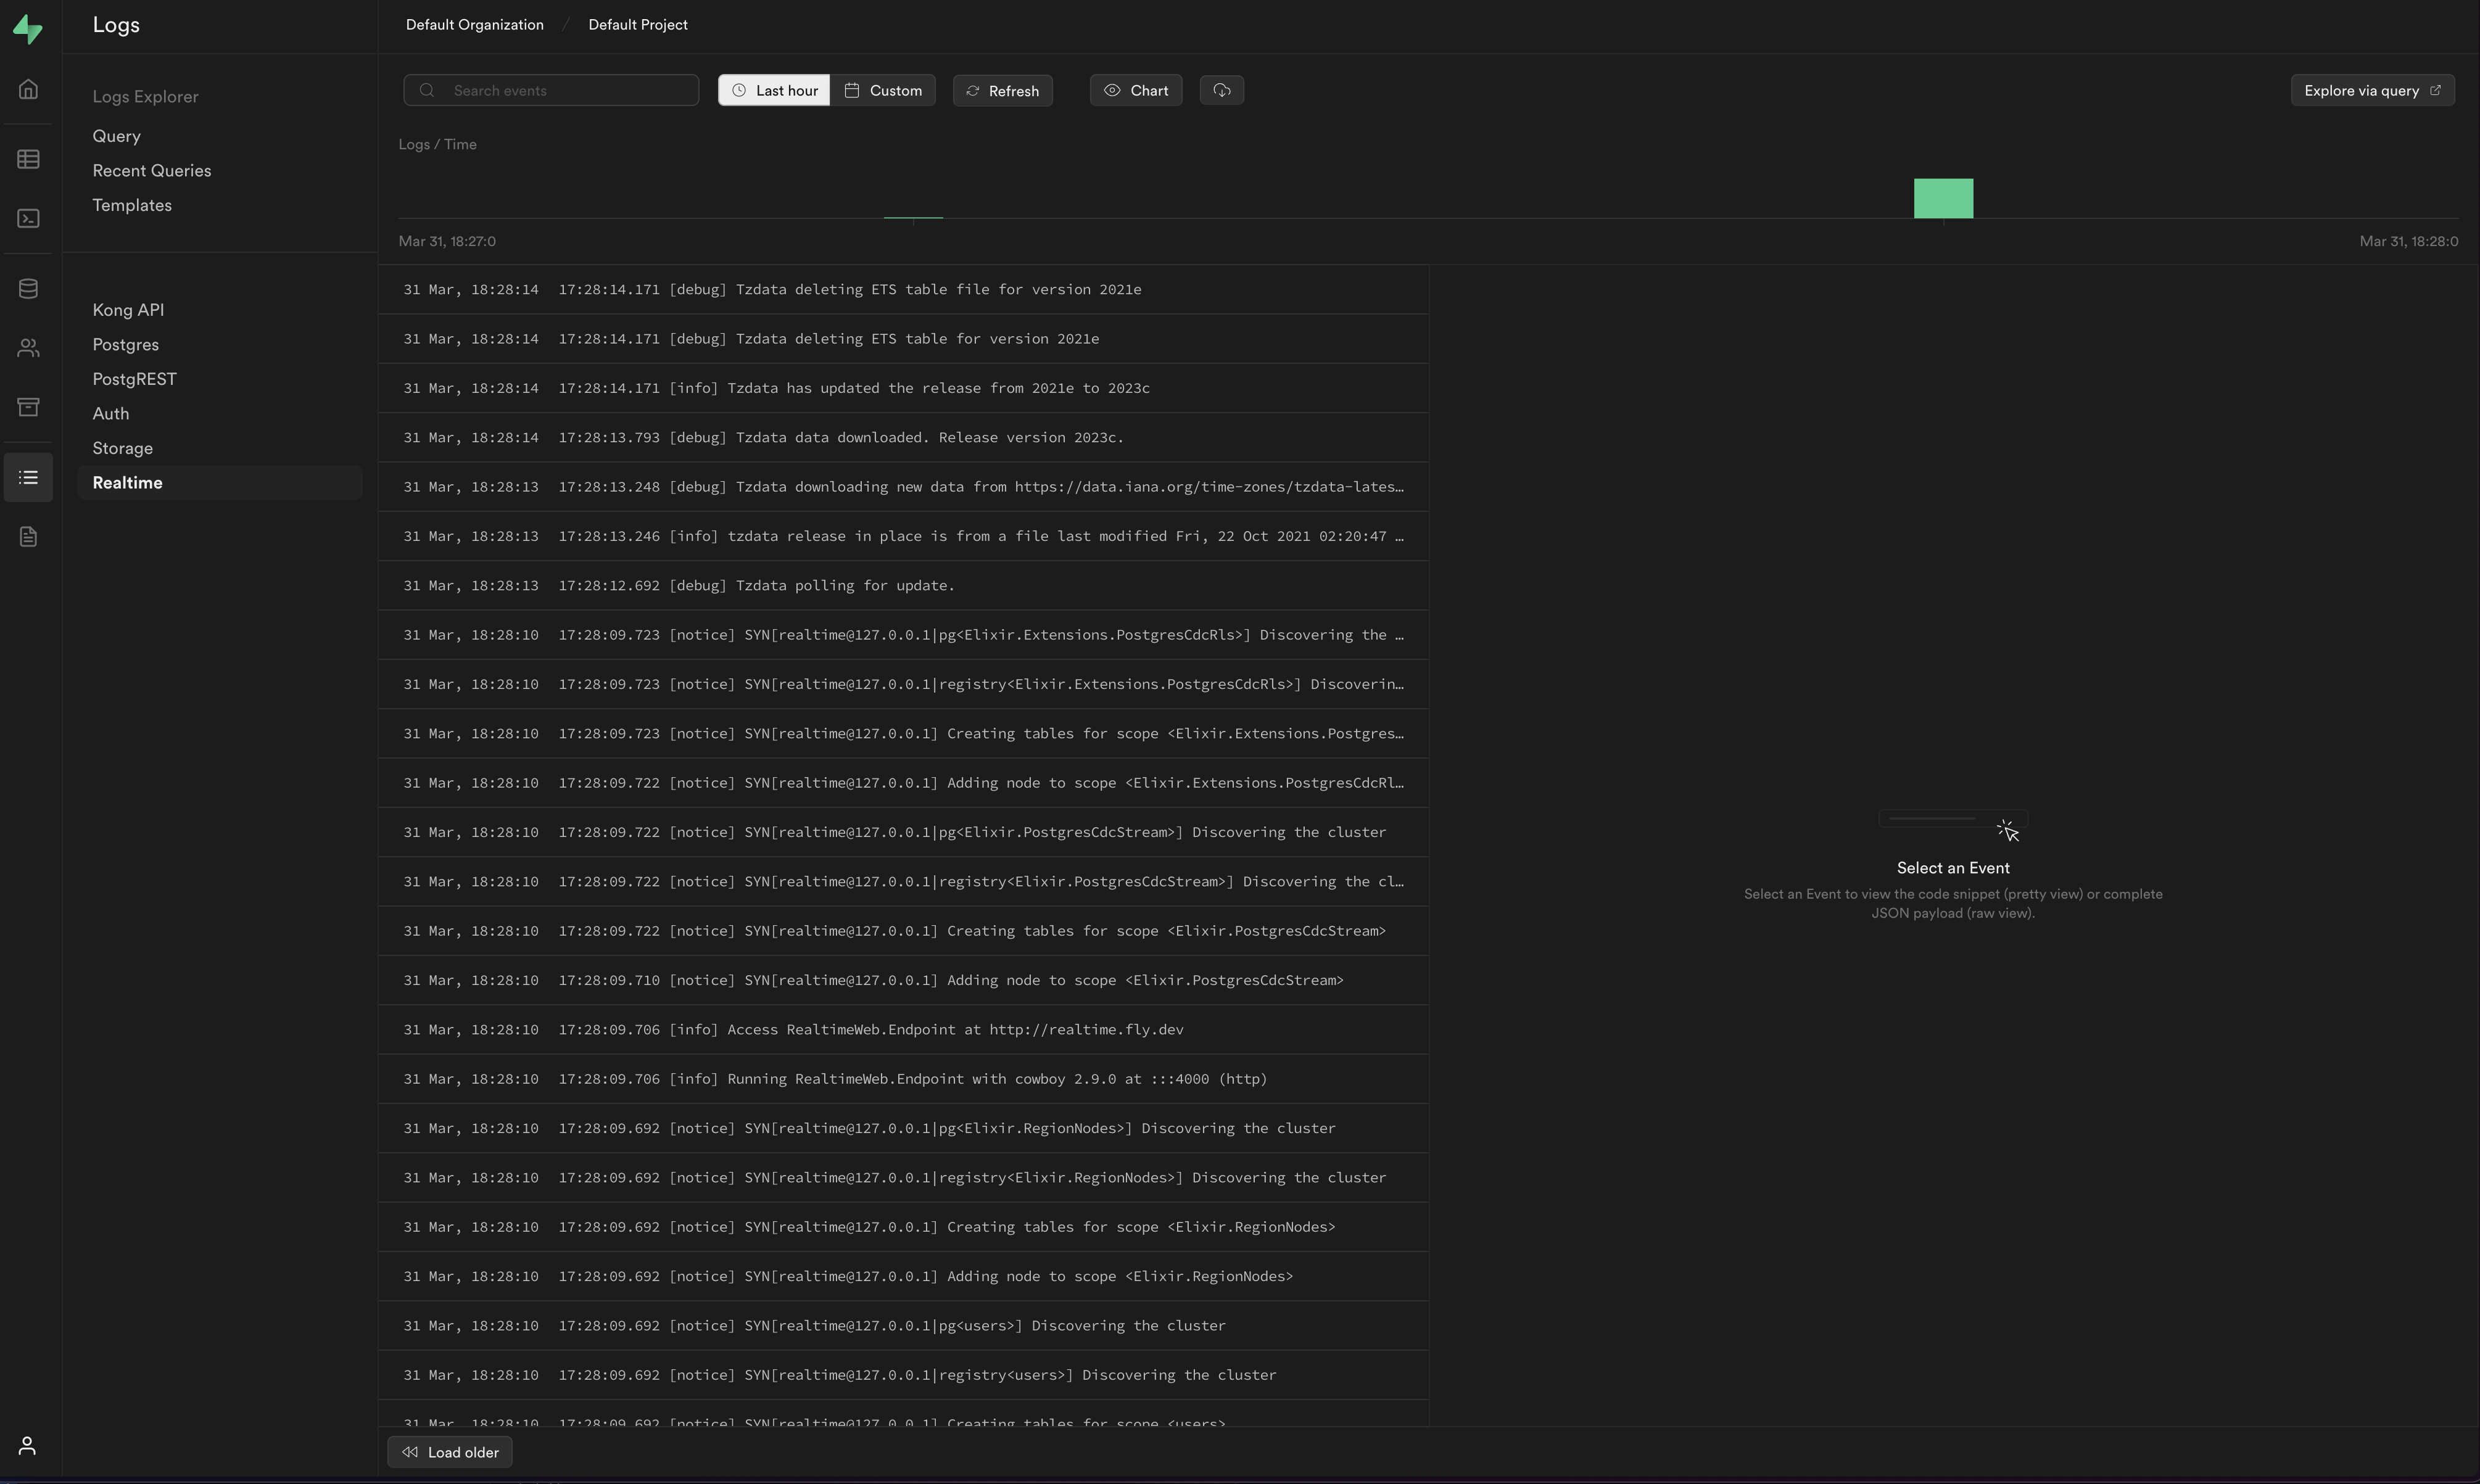 Logs
Default Organization / Default Project
Logs Explorer
Query
Recent Queries
Templates
Kong API
Postgres
PostgREST
Auth
Storage
Realtime
Search events
Last hour
Custom
Refresh
Chart
Explore via query
Logs / Time
Mar 31, 18:27:0
Mar 31, 18:28:0
31 Mar, 18:28:14 17:28:14.171 [debug] Tzdata deleting ETS table file for version 2021e
31 Mar, 18:28:14 17:28:14.171 [debug] Tzdata deleting ETS table for version 2021e
31 Mar, 18:28:14 17:28:14.171 [info] Tzdata has updated the release from 2021e to 2023c
31 Mar, 18:28:14 17:28:13.793 [debug] Tzdata data downloaded. Release version 2023c.
31 Mar, 18:28:13 17:28:13.248 [debug] Tzdata downloading new data from https://data.iana.org/time-zones/tzdata-lates…
31 Mar, 18:28:13 17:28:13.246 [info] tzdata release in place is from a file last modified Fri, 22 Oct 2021 02:20:47 …
31 Mar, 18:28:13 17:28:12.692 [debug] Tzdata polling for update.
31 Mar, 18:28:10 17:28:09.723 [notice] SYN[realtime@127.0.0.1|pg<Elixir.Extensions.PostgresCdcRls>] Discovering the …
31 Mar, 18:28:10 17:28:09.723 [notice] SYN[realtime@127.0.0.1|registry<Elixir.Extensions.PostgresCdcRls>] Discoverin…
31 Mar, 18:28:10 17:28:09.723 [notice] SYN[realtime@127.0.0.1] Creating tables for scope <Elixir.Extensions.Postgres…
31 Mar, 18:28:10 17:28:09.722 [notice] SYN[realtime@127.0.0.1] Adding node to scope <Elixir.Extensions.PostgresCdcRl…
31 Mar, 18:28:10 17:28:09.722 [notice] SYN[realtime@127.0.0.1|pg<Elixir.PostgresCdcStream>] Discovering the cluster
31 Mar, 18:28:10 17:28:09.722 [notice] SYN[realtime@127.0.0.1|registry<Elixir.PostgresCdcStream>] Discovering the cl…
31 Mar, 18:28:10 17:28:09.722 [notice] SYN[realtime@127.0.0.1] Creating tables for scope <Elixir.PostgresCdcStream>
31 Mar, 18:28:10 17:28:09.710 [notice] SYN[realtime@127.0.0.1] Adding node to scope <Elixir.PostgresCdcStream>
31 Mar, 18:28:10 17:28:09.706 [info] Access RealtimeWeb.Endpoint at http://realtime.fly.dev
31 Mar, 18:28:10 17:28:09.706 [info] Running RealtimeWeb.Endpoint with cowboy 2.9.0 at :::4000 (http)
31 Mar, 18:28:10 17:28:09.692 [notice] SYN[realtime@127.0.0.1|pg<Elixir.RegionNodes>] Discovering the cluster
31 Mar, 18:28:10 17:28:09.692 [notice] SYN[realtime@127.0.0.1|registry<Elixir.RegionNodes>] Discovering the cluster
31 Mar, 18:28:10 17:28:09.692 [notice] SYN[realtime@127.0.0.1] Creating tables for scope <Elixir.RegionNodes>
31 Mar, 18:28:10 17:28:09.692 [notice] SYN[realtime@127.0.0.1] Adding node to scope <Elixir.RegionNodes>
31 Mar, 18:28:10 17:28:09.692 [notice] SYN[realtime@127.0.0.1|pg<users>] Discovering the cluster
31 Mar, 18:28:10 17:28:09.692 [notice] SYN[realtime@127.0.0.1|registry<users>] Discovering the cluster
31 Mar, 18:28:10 17:28:09.692 [notice] SYN[realtime@127.0.0.1] Creating tables for scope <users>
Select an Event
Select an Event to view the code snippet (pretty view) or complete
JSON payload (raw view).
Load older